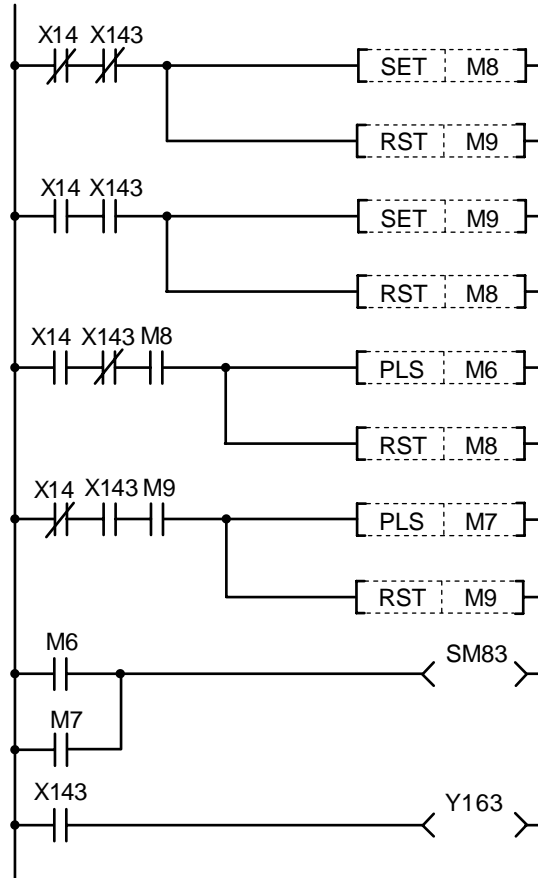 X14 X143
SET M8
RST M9
X14 X143
SET M9
RST M8
X14 X143 M8
PLS M6
RST M8
X14 X143 M9
PLS M7
RST M9
M6
SM83
M7
X143
Y163